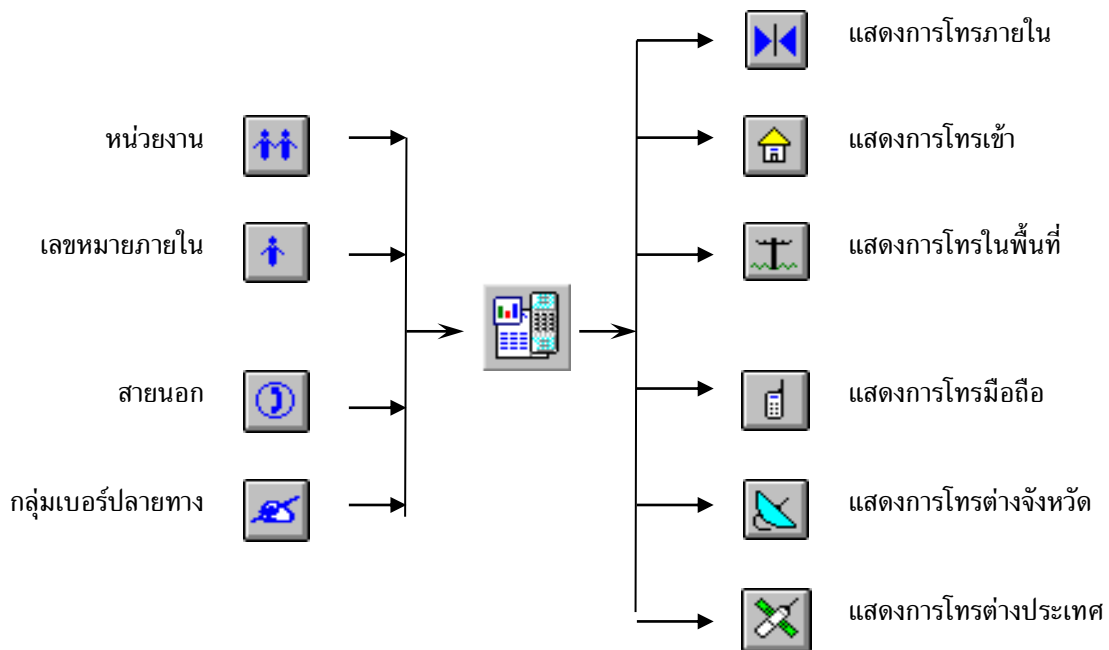 หน่วยงาน
เลขหมายภายใน
สายนอก
กลุ่มเบอร์ปลายทาง
แสดงการโทรภายใน
แสดงการโทรเข้า
แสดงการโทรในพื้นที่
แสดงการโทรมือถือ
แสดงการโทรต่างจังหวัด
แสดงการโทรต่างประเทศ